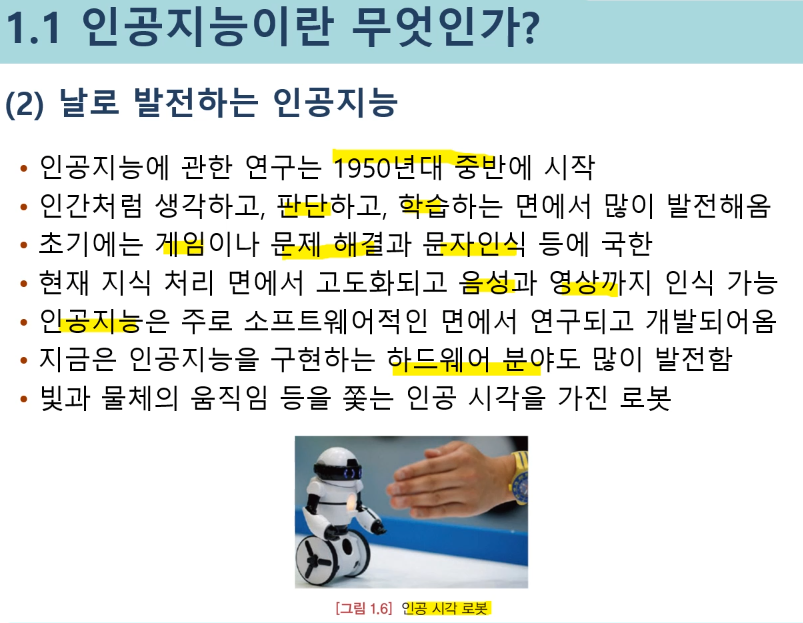 1.1 인공지능이란 무엇인가?
(2) 날로 발전하는 인공지능
• 인공지능에 관한 연구는 1950년대 중반에 시작
• 인간처럼 생각하고, 판단하고, 학습하는 면에서 많이 발전해옴
• 초기에는 게임이나 문제 해결과 문자인식 등에 국한
• 현재 지식 처리 면에서 고도화되고 음성과 영상까지 인식 가능
• 인공지능은 주로 소프트웨어적인 면에서 연구되고 개발되어옴
• 지금은 인공지능을 구현하는 하드웨어 분야도 많이 발전함
• 빛과 물체의 움직임 등을 쫓는 인공 시각을 가진 로봇
[그림 1.6] 인공 시각 로봇